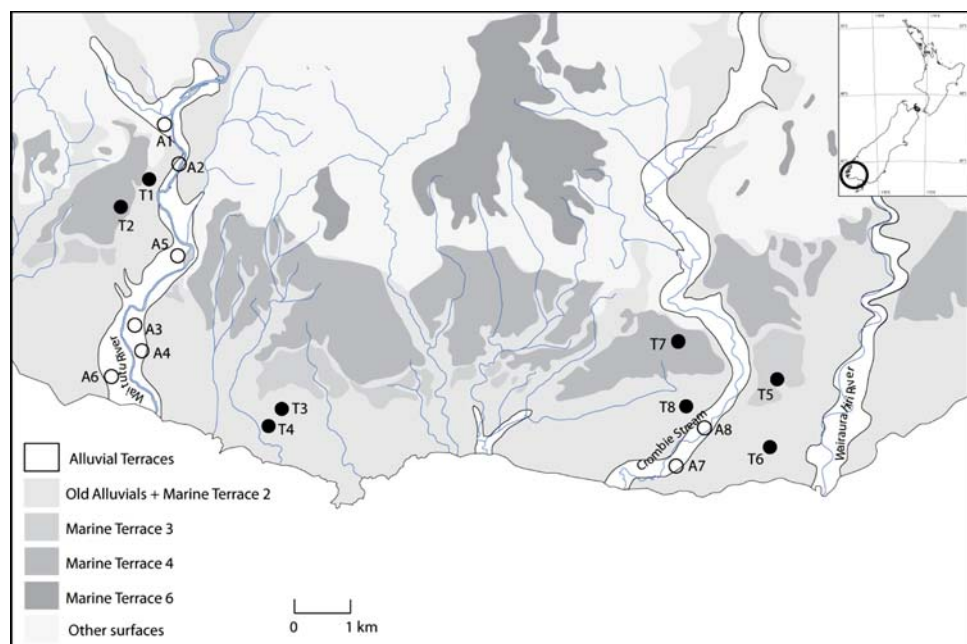 A1
A2
T1
T2
A5
A3
A4
A6
Waitutu River
T3
T4
T7
T8
T5
T6
A8
A7
Crombie Stream
Wairaurahiri River
Alluvial Terraces
Old Alluvials + Marine Terrace 2
Marine Terrace 3
Marine Terrace 4
Marine Terrace 6
Other surfaces
0 1 km